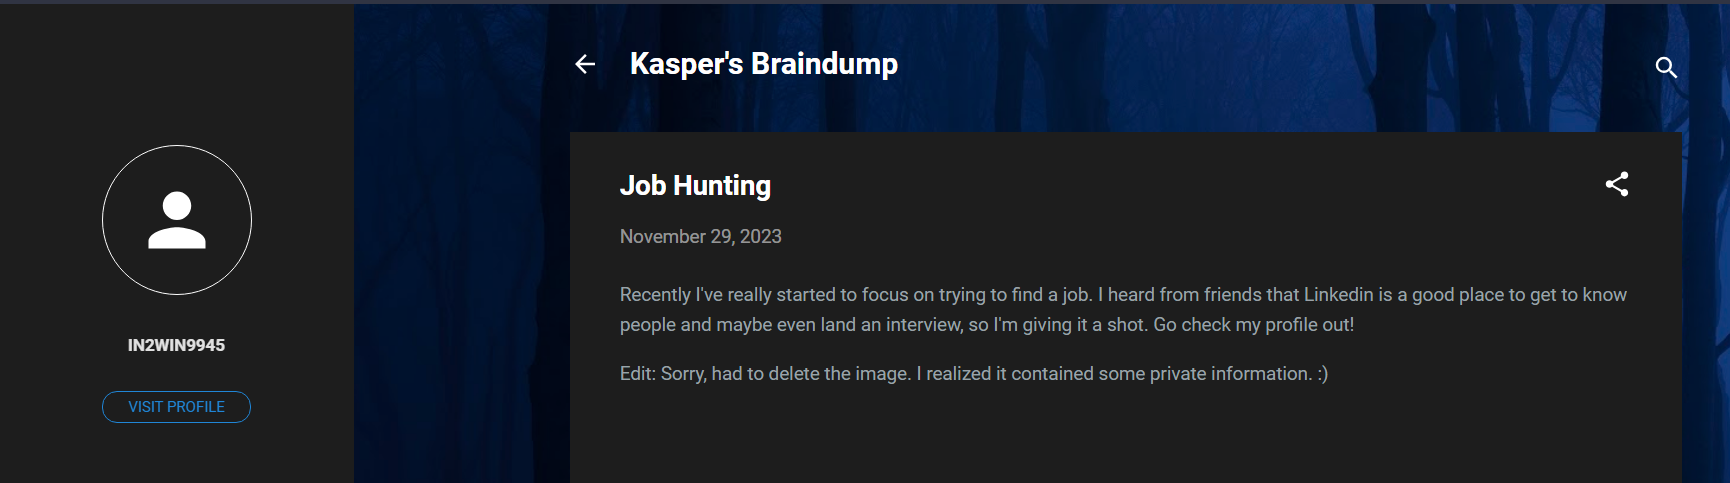 Kasper's Braindump
Job Hunting
November 29, 2023
Recently I've really started to focus on trying to find a job. I heard from friends that Linkedin is a good place to get to know
people and maybe even land an interview, so I'm giving it a shot. Go check my profile out!
Edit: Sorry, had to delete the image. I realized it contained some private information. :)
IN2WIN9945
VISIT PROFILE